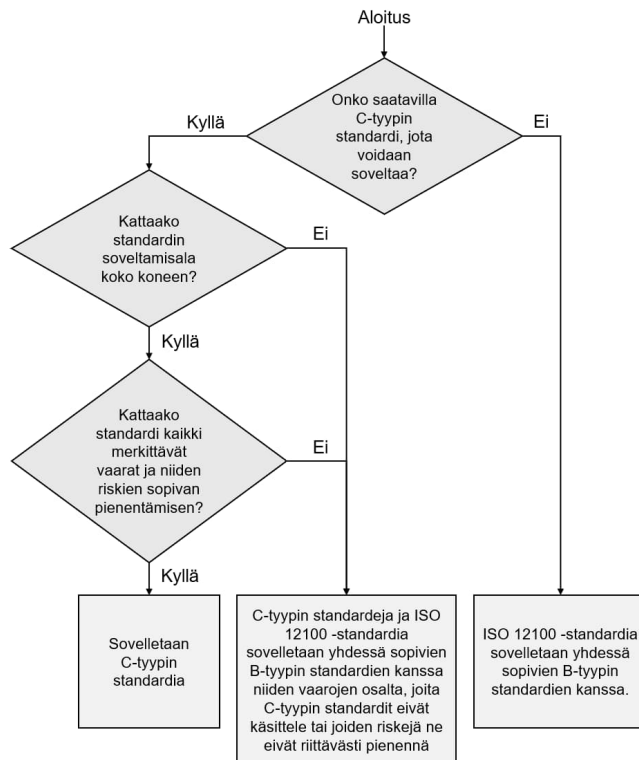 Aloitus
Onko saatavilla
C-tyypin
standardi, jota
voidaan
soveltaa?
Kyllä
Ei
Kattaako
standardin
soveltamisala
koko koneen?
Ei
Kyllä
Kattaako
standardi kaikki
merkittävät
vaarat ja niiden
riskien sopivan
pienentämisen?
Ei
Kyllä
Sovelletaan
C-tyypin
standardia
C-tyypin standardeja ja ISO
12100 -standardia
sovelletaan yhdessä sopivien
B-tyypin standardien kanssa
niiden vaarojen osalta, joita
C-tyypin standardit eivät
käsittele tai joiden riskejä ne
eivät riittävästi pienennä
ISO 12100 -standardia
sovelletaan yhdessä
sopivien B-tyypin
standardien kanssa.